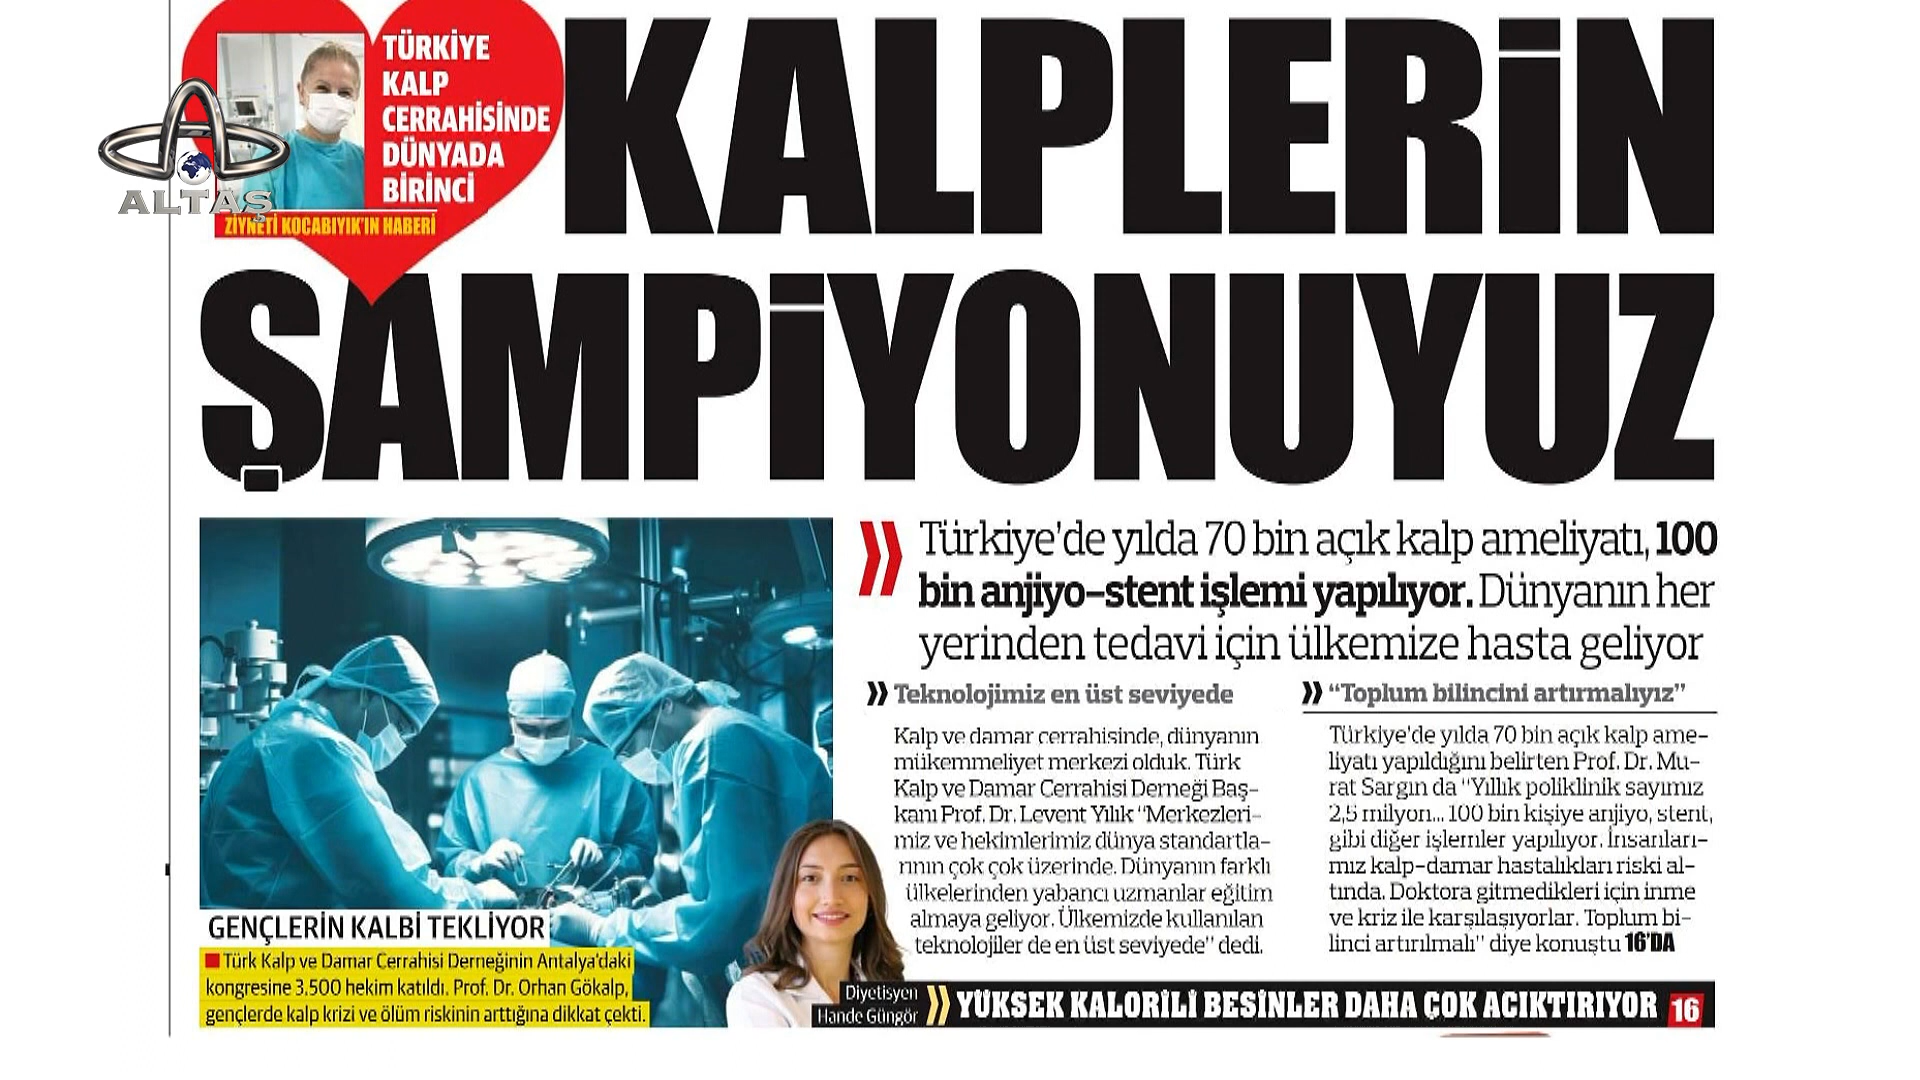 TÜRKİYE
KALP
CERRAHİSİNDE
DÜNYADA
BİRİNCİ
ALTAŞ
ZİYNETİ KOCABIYIK'IN HABERİ
KALPLERİN
ŞAMPİYONUYUZ
Türkiye'de yılda 70 bin açık kalp ameliyatı, 100
bin anjiyo-stent işlemi yapılıyor. Dünyanın her
yerinden tedavi için ülkemize hasta geliyor
Teknolojimiz en üst seviyede
Kalp ve damar cerrahisinde, dünyanın
mükemmeliyet merkezi olduk. Türk
Kalp ve Damar Cerrahisi Derneği Baş-
kanı Prof. Dr. Levent Yılık "Merkezleri-
miz ve hekimlerimiz dünya standartla-
rının çok çok üzerinde. Dünyanın farklı
ülkelerinden yabancı uzmanlar eğitim
almaya geliyor. Ülkemizde kullanılan
teknolojiler de en üst seviyede" dedi.
"Toplum bilincini artırmalıyız"
Türkiye'de yılda 70 bin açık kalp ame-
liyatı yapıldığını belirten Prof. Dr. Mu-
rat Sargın da "Yıllık poliklinik sayımız
2,5 milyon... 100 bin kişiye anjiyo, stent,
gibi diğer işlemler yapılıyor. İnsanları-
mız kalp-damar hastalıkları riski al-
tında. Doktora gitmedikleri için inme
ve kriz ile karşılaşıyorlar. Toplum bi-
linci artırılmalı" diye konuştu 16'DA
GENÇLERİN KALBİ TEKLİYOR
Türk Kalp ve Damar Cerrahisi Derneğinin Antalya'daki
kongresine 3.500 hekim katıldı. Prof. Dr. Orhan Gökalp,
gençlerde kalp krizi ve ölüm riskinin arttığına dikkat çekti.
Diyetisyen
Hande Güngör
YÜKSEK KALORİLİ BESİNLER DAHA ÇOK ACIKTIRIYOR 16